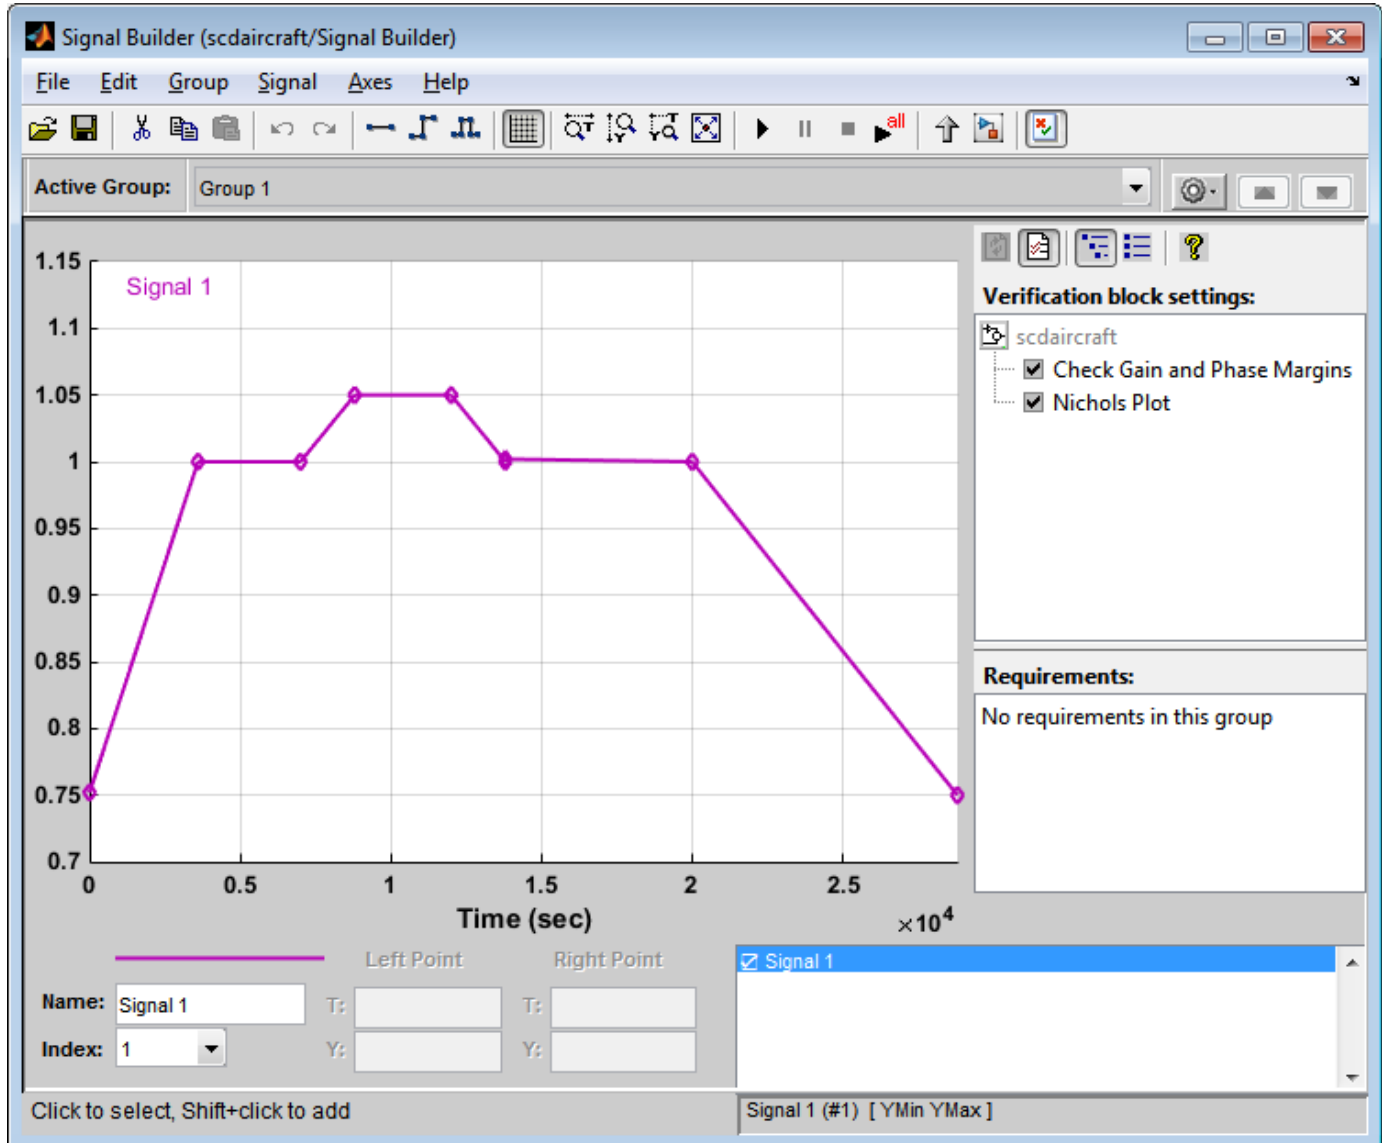 Signal Builder (scdaircraft/Signal Builder)
File Edit Group Signal Axes Help
all
Active Group: Group 1
Verification block settings:
scdaircraft
Check Gain and Phase Margins
Nichols Plot
Requirements:
No requirements in this group
Signal 1
1.15
1.1
1.05
1
0.95
0.9
0.85
0.8
0.75
0.7
0 0.5 1 1.5 2 2.5
Time (sec) ×10⁴
Left Point Right Point
Name: Signal 1 T: T:
Index: 1 Y: Y:
Signal 1
Click to select, Shift+click to add
Signal 1 (#1) [ YMin YMax ]